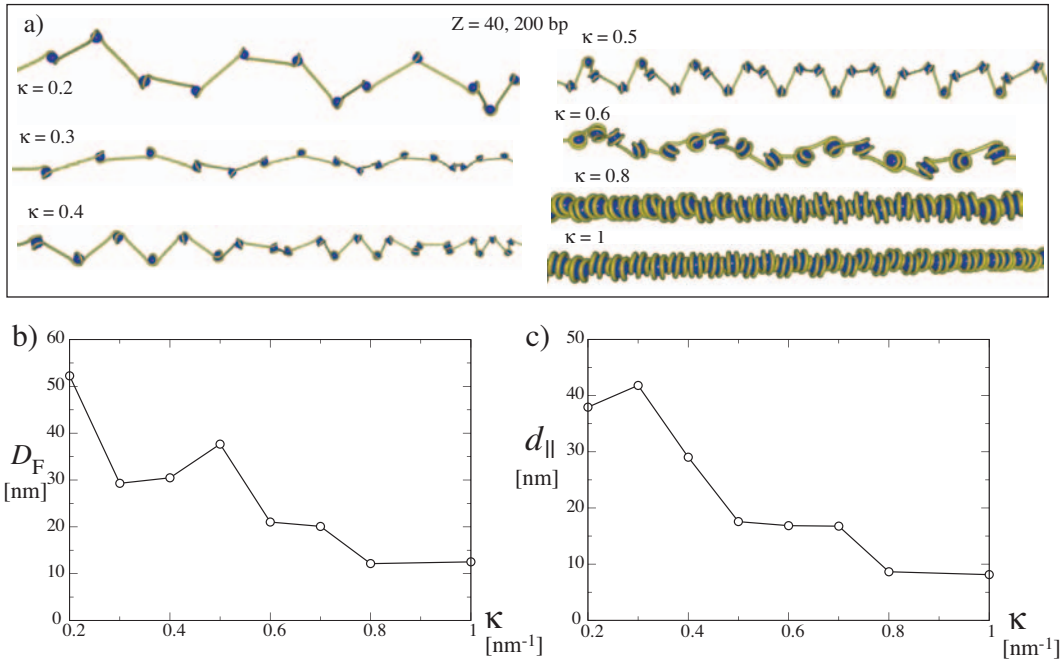 a)
Z = 40, 200 bp
κ = 0.2
κ = 0.3
κ = 0.4
κ = 0.5
κ = 0.6
κ = 0.8
κ = 1
b)
60
50
40
30
20
10
0
D_F
[nm]
0.2
0.4
0.6
0.8
1
κ
[nm⁻¹]
c)
50
40
30
20
10
0
d_||
[nm]
0.2
0.4
0.6
0.8
1
κ
[nm⁻¹]